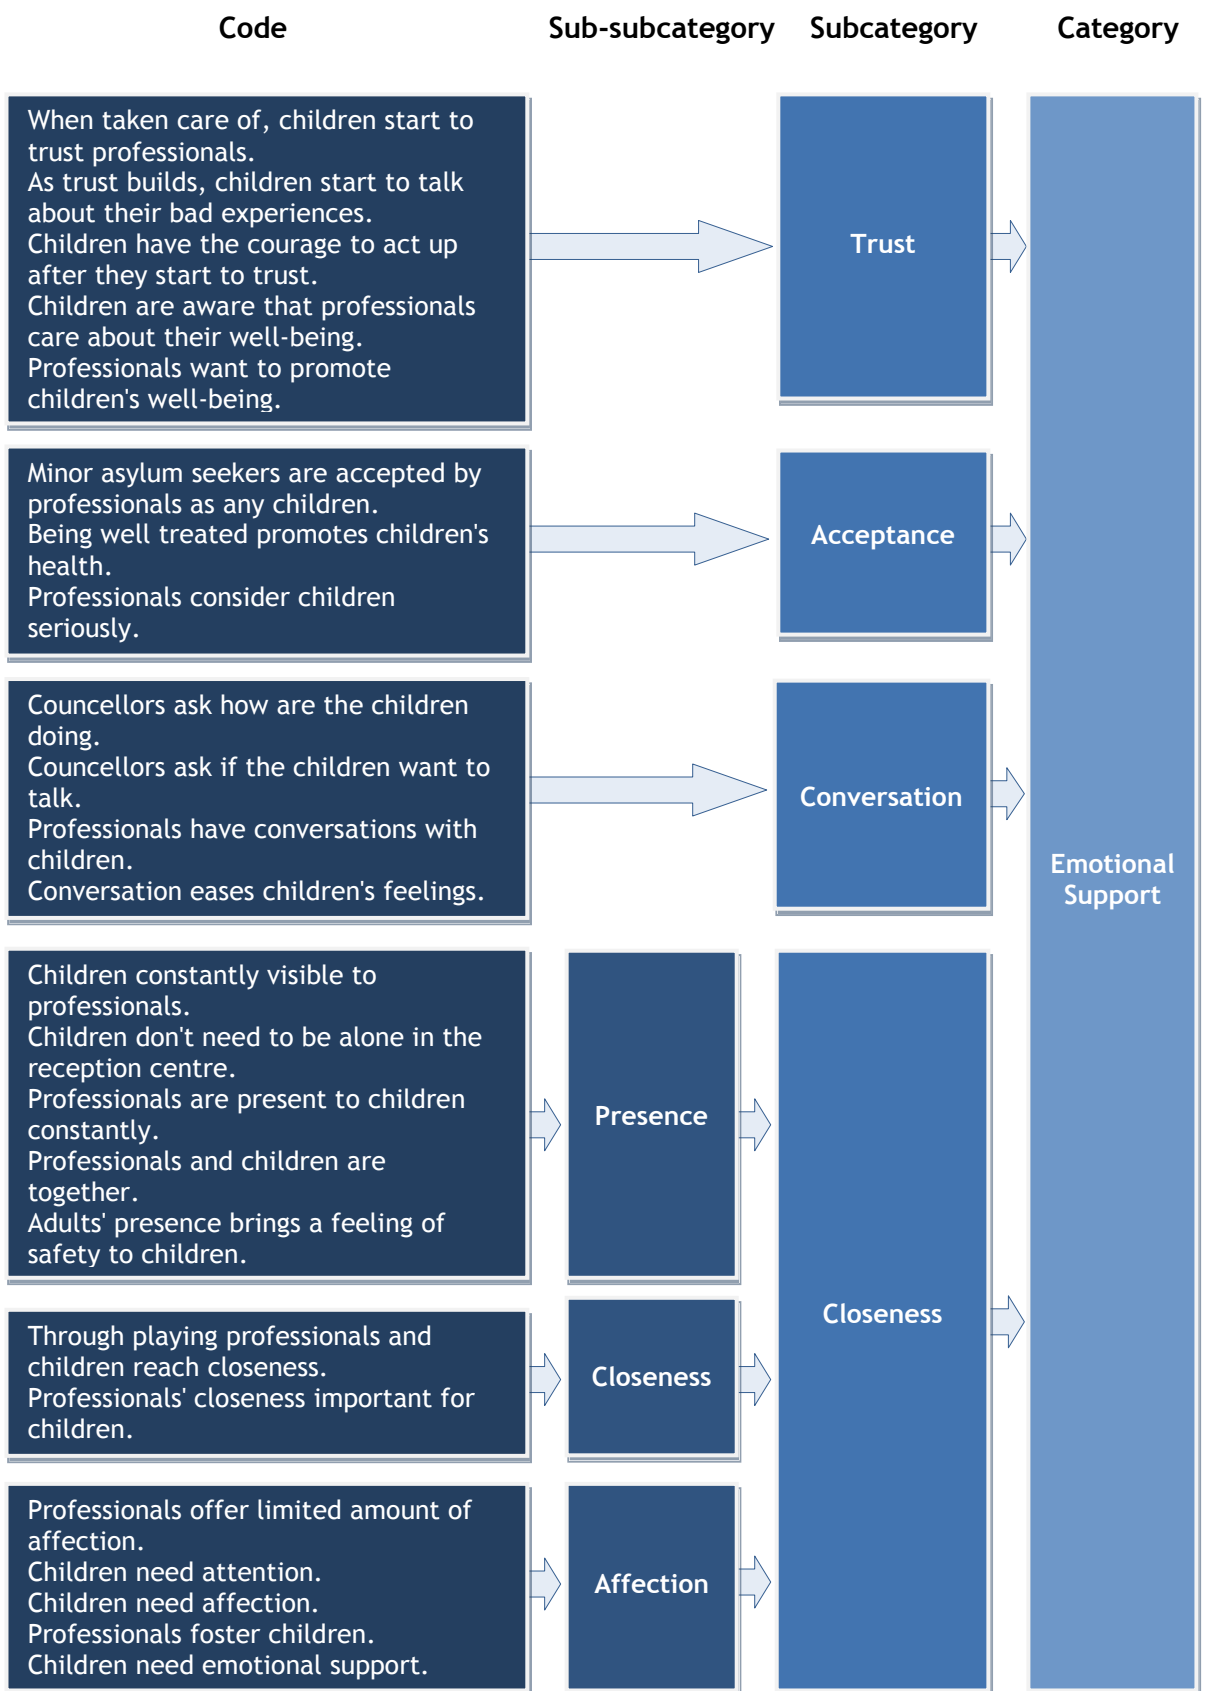 Code Sub-subcategory Subcategory Category
When taken care of, children start to
trust professionals.
As trust builds, children start to talk
about their bad experiences.
Children have the courage to act up
after they start to trust.
Children are aware that professionals
care about their well-being.
Professionals want to promote
children's well-being.
Trust
Minor asylum seekers are accepted by
professionals as any children.
Being well treated promotes children's
health.
Professionals consider children
seriously.
Acceptance
Councellors ask how are the children
doing.
Councellors ask if the children want to
talk.
Professionals have conversations with
children.
Conversation eases children's feelings.
Conversation
Children constantly visible to
professionals.
Children don't need to be alone in the
reception centre.
Professionals are present to children
constantly.
Professionals and children are
together.
Adults' presence brings a feeling of
safety to children.
Presence
Through playing professionals and
children reach closeness.
Professionals' closeness important for
children.
Closeness
Professionals offer limited amount of
affection.
Children need attention.
Children need affection.
Professionals foster children.
Children need emotional support.
Affection
Closeness
Emotional
Support